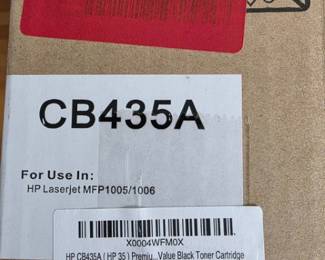 CB435A
For Use In:
HP Laserjet MFP1005/1006
X0004WFM0X
HP CB435A ( HP 35 ) Premiu...Value Black Toner Cartridge